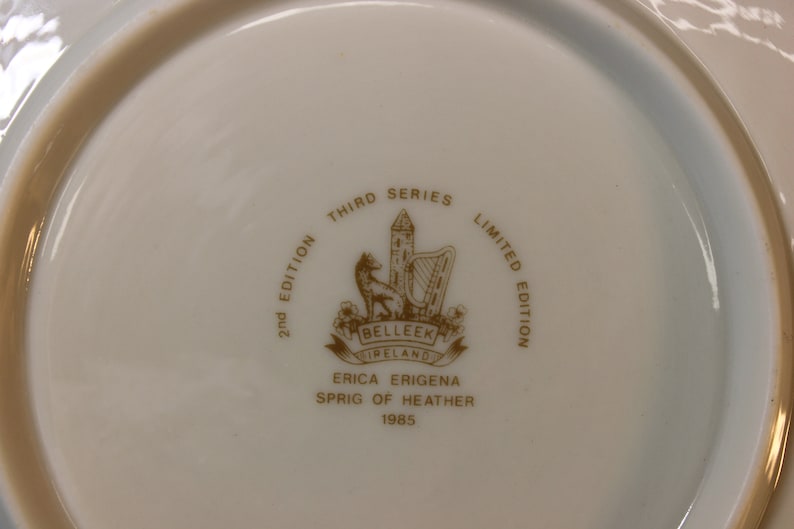 2nd EDITION THIRD SERIES LIMITED EDITION
BELLEEK
IRELAND
ERICA ERIGENA
SPRIG OF HEATHER
1985